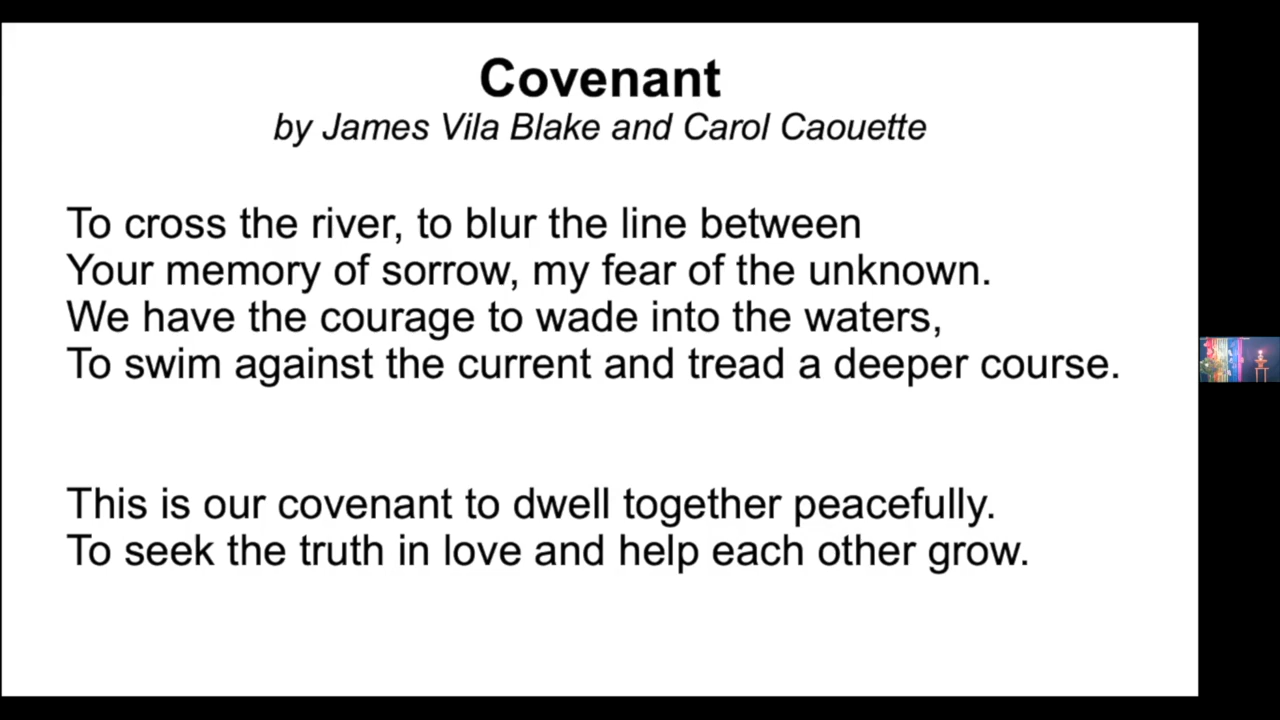 Covenant
by James Vila Blake and Carol Caouette
To cross the river, to blur the line between
Your memory of sorrow, my fear of the unknown.
We have the courage to wade into the waters,
To swim against the current and tread a deeper course.
This is our covenant to dwell together peacefully.
To seek the truth in love and help each other grow.